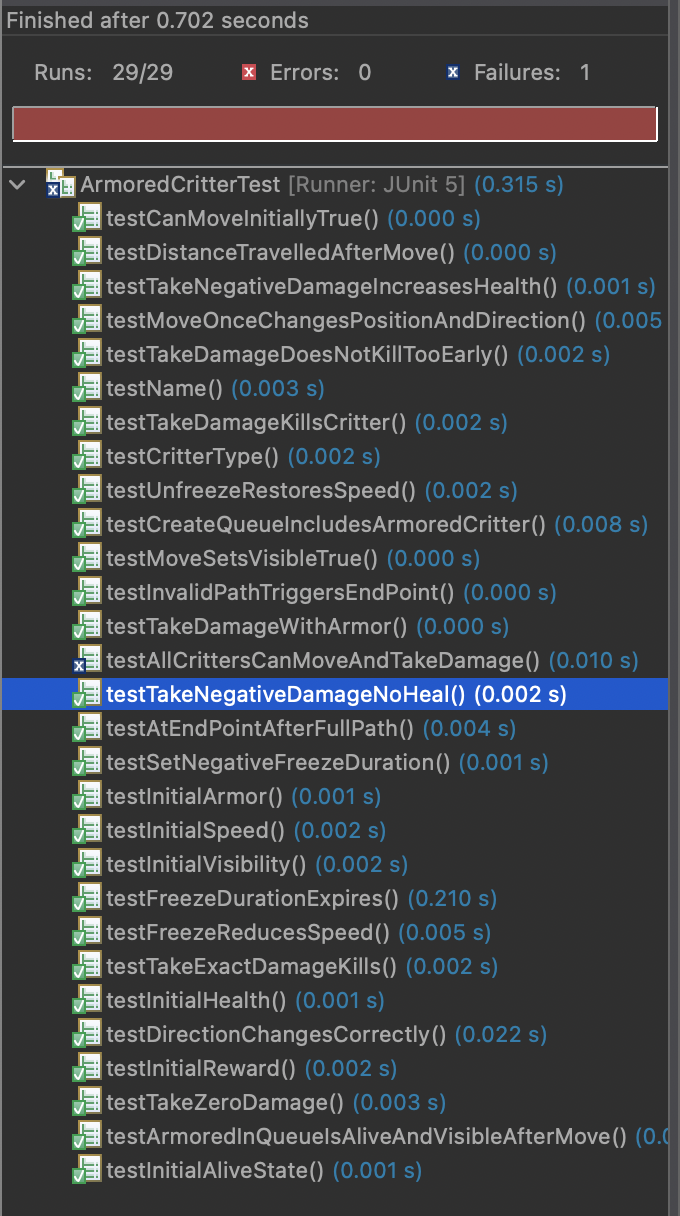 Finished after 0.702 seconds
Runs: 29/29 Errors: 0 Failures: 1
ArmoredCritterTest [Runner: JUnit 5] (0.315 s)
testCanMoveInitiallyTrue() (0.000 s)
testDistanceTravelledAfterMove() (0.000 s)
testTakeNegativeDamageIncreasesHealth() (0.001 s)
testMoveOnceChangesPositionAndDirection() (0.005
testTakeDamageDoesNotKillTooEarly() (0.002 s)
testName() (0.003 s)
testTakeDamageKillsCritter() (0.002 s)
testCritterType() (0.002 s)
testUnfreezeRestoresSpeed() (0.002 s)
testCreateQueueIncludesArmoredCritter() (0.008 s)
testMoveSetsVisibleTrue() (0.000 s)
testInvalidPathTriggersEndPoint() (0.000 s)
testTakeDamageWithArmor() (0.000 s)
testAllCrittersCanMoveAndTakeDamage() (0.010 s)
testTakeNegativeDamageNoHeal() (0.002 s)
testAtEndPointAfterFullPath() (0.004 s)
testSetNegativeFreezeDuration() (0.001 s)
testInitialArmor() (0.001 s)
testInitialSpeed() (0.002 s)
testInitialVisibility() (0.002 s)
testFreezeDurationExpires() (0.210 s)
testFreezeReducesSpeed() (0.005 s)
testTakeExactDamageKills() (0.002 s)
testInitialHealth() (0.001 s)
testDirectionChangesCorrectly() (0.022 s)
testInitialReward() (0.002 s)
testTakeZeroDamage() (0.003 s)
testArmoredInQueueIsAliveAndVisibleAfterMove() (0.0
testInitialAliveState() (0.001 s)